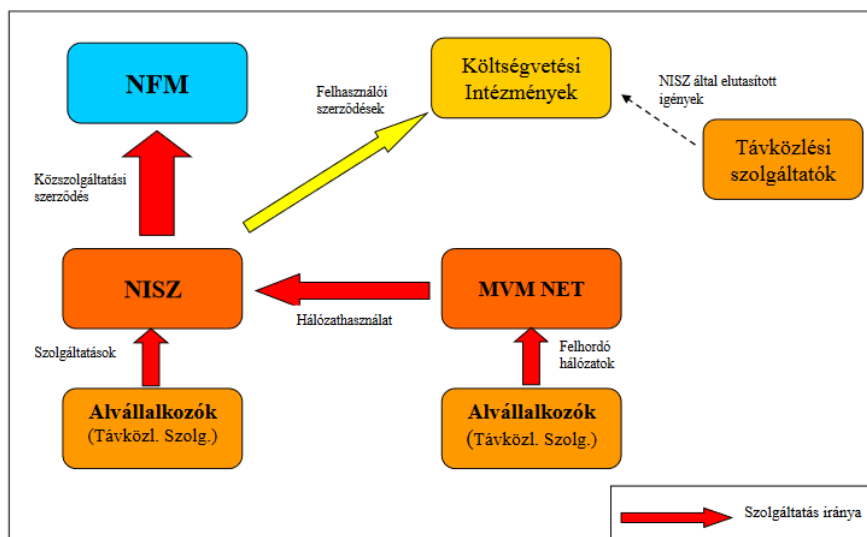 NFM
Felhasználói
szerződések
Költségvetési
Intézmények
NISZ által elutasított
igények
Távközlési
szolgáltatók
Közszolgáltatási
szerződés
NISZ
Hálózathasználat
MVM NET
Szolgáltatások
Felhordó
hálózatok
Alvállalkozók
(Távközl. Szolg.)
Alvállalkozók
(Távközl. Szolg.)
Szolgáltatás iránya